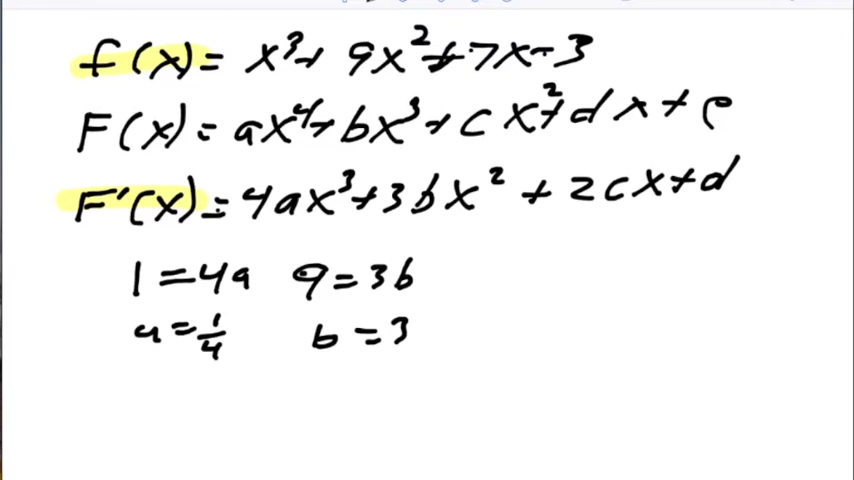 f(x) = x³ + 9x² + 7x - 3
F(x) = ax⁴ + bx³ + cx² + dx + e
F'(x) = 4ax³ + 3bx² + 2cx + d
1 = 4a 9 = 3b
a = 1/4 b = 3